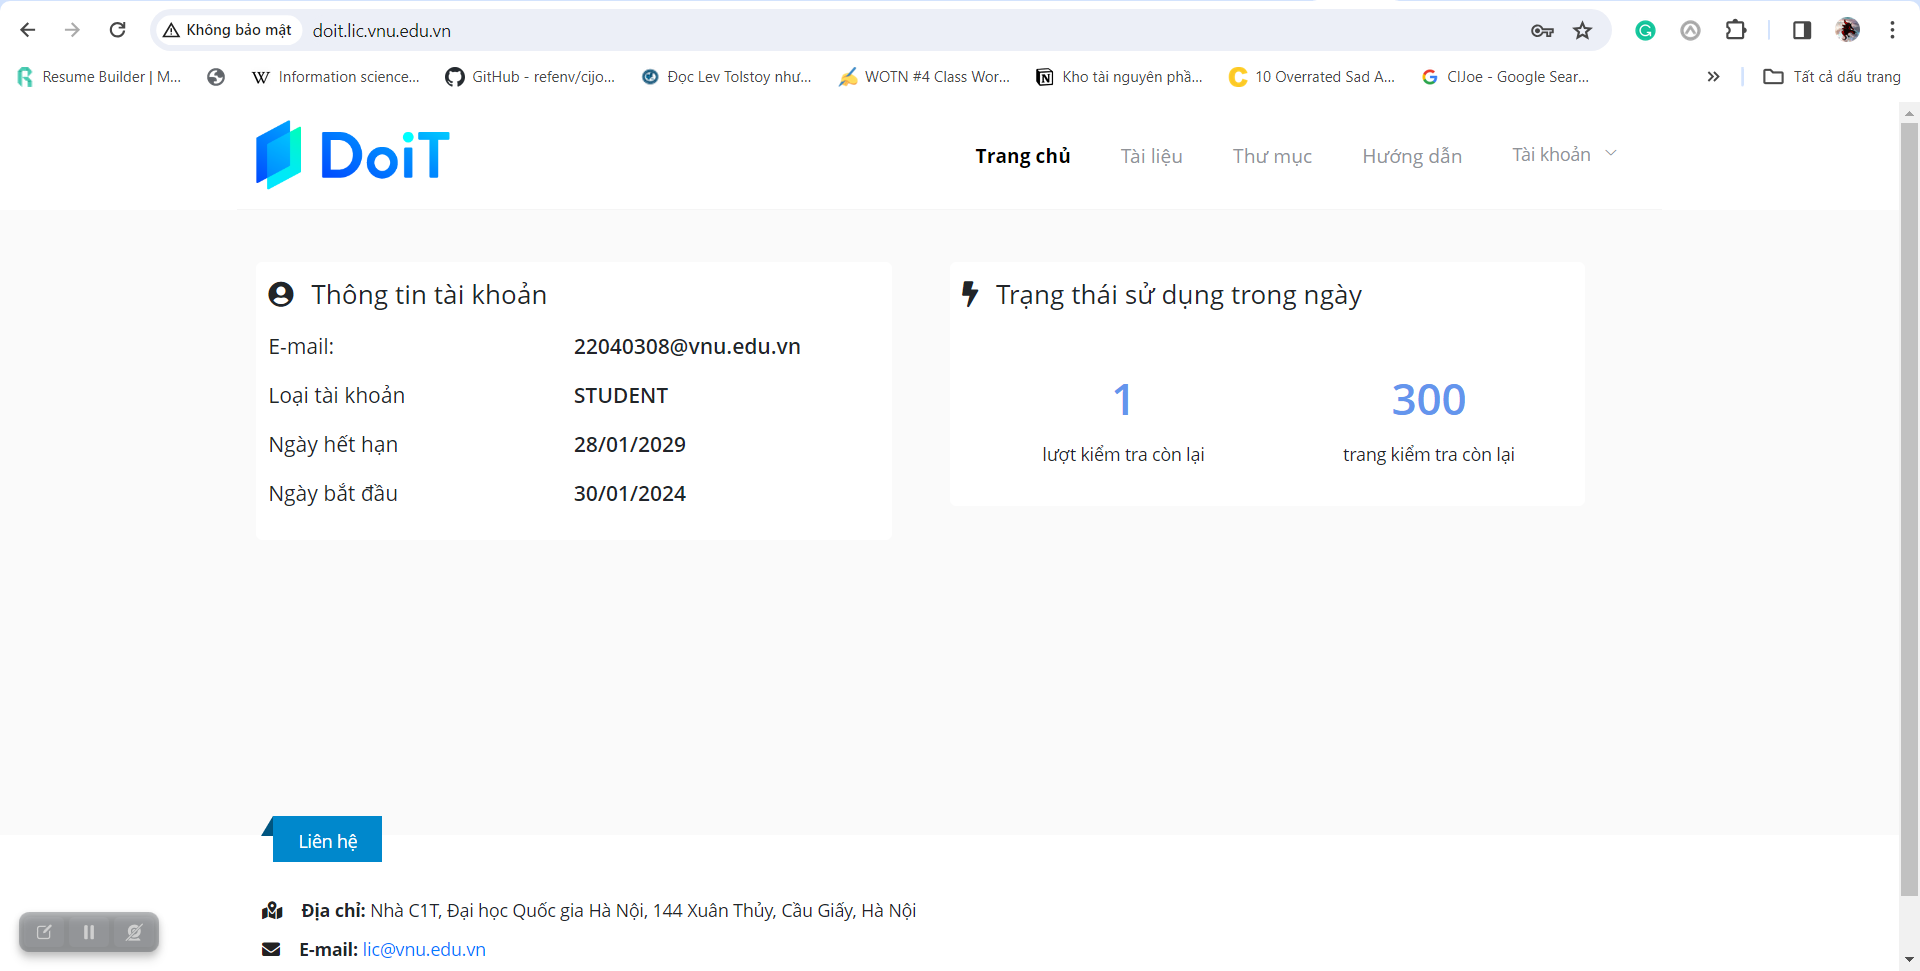 Không bảo mật doit.lic.vnu.edu.vn
Resume Builder | M... Information science... GitHub - refenv/cijo... Đọc Lev Tolstoy như... WOTN #4 Class Wor... Kho tài nguyên phầ... 10 Overrated Sad A... CIJoe - Google Sear... Tất cả dấu trang
DoiT
Trang chủ Tài liệu Thư mục Hướng dẫn Tài khoản
Thông tin tài khoản
E-mail: 22040308@vnu.edu.vn
Loại tài khoản STUDENT
Ngày hết hạn 28/01/2029
Ngày bắt đầu 30/01/2024
Trạng thái sử dụng trong ngày
1 300
lượt kiểm tra còn lại trang kiểm tra còn lại
Liên hệ
Địa chỉ: Nhà C1T, Đại học Quốc gia Hà Nội, 144 Xuân Thủy, Cầu Giấy, Hà Nội
E-mail: lic@vnu.edu.vn